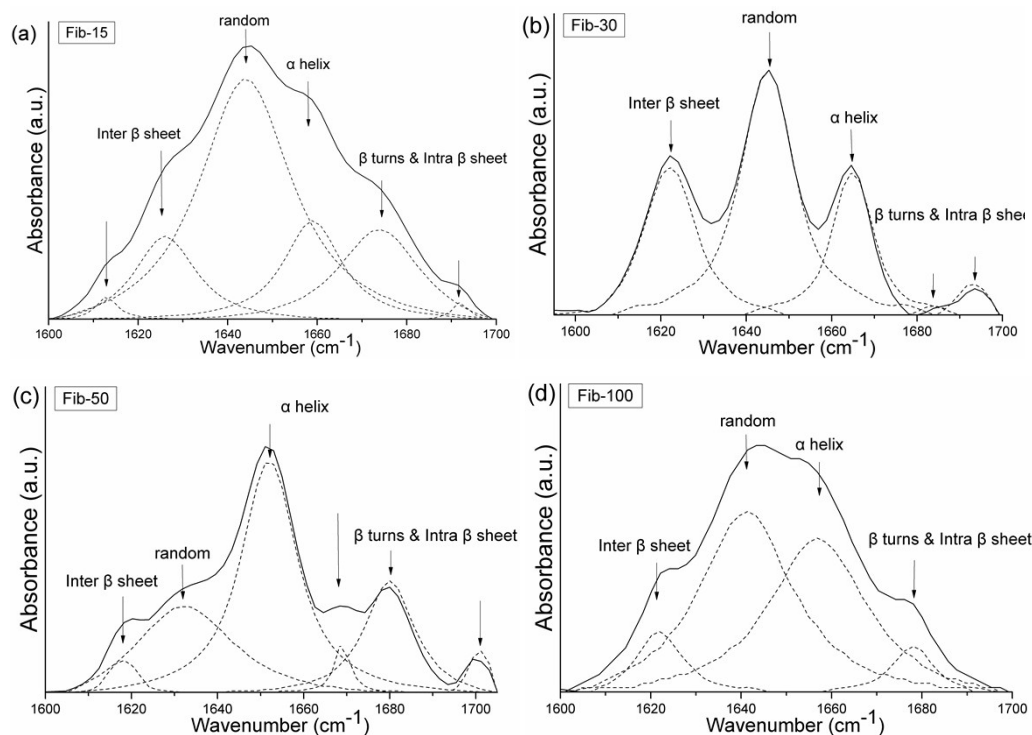 (a)
Fib-15
random
α helix
Inter β sheet
β turns & Intra β sheet
Absorbance (a.u.)
1600 1620 1640 1660 1680 1700
Wavenumber (cm-1)
(b)
Fib-30
random
Inter β sheet
α helix
β turns & Intra β shee
Absorbance (a.u.)
1600 1620 1640 1660 1680 1700
Wavenumber (cm-1)
(c)
Fib-50
α helix
random
β turns & Intra β sheet
Inter β sheet
Absorbance (a.u.)
1600 1620 1640 1660 1680 1700
Wavenumber (cm-1)
(d)
Fib-100
random
α helix
Inter β sheet
β turns & Intra β sheet
Absorbance (a.u.)
1600 1620 1640 1660 1680 1700
Wavenumber (cm-1)